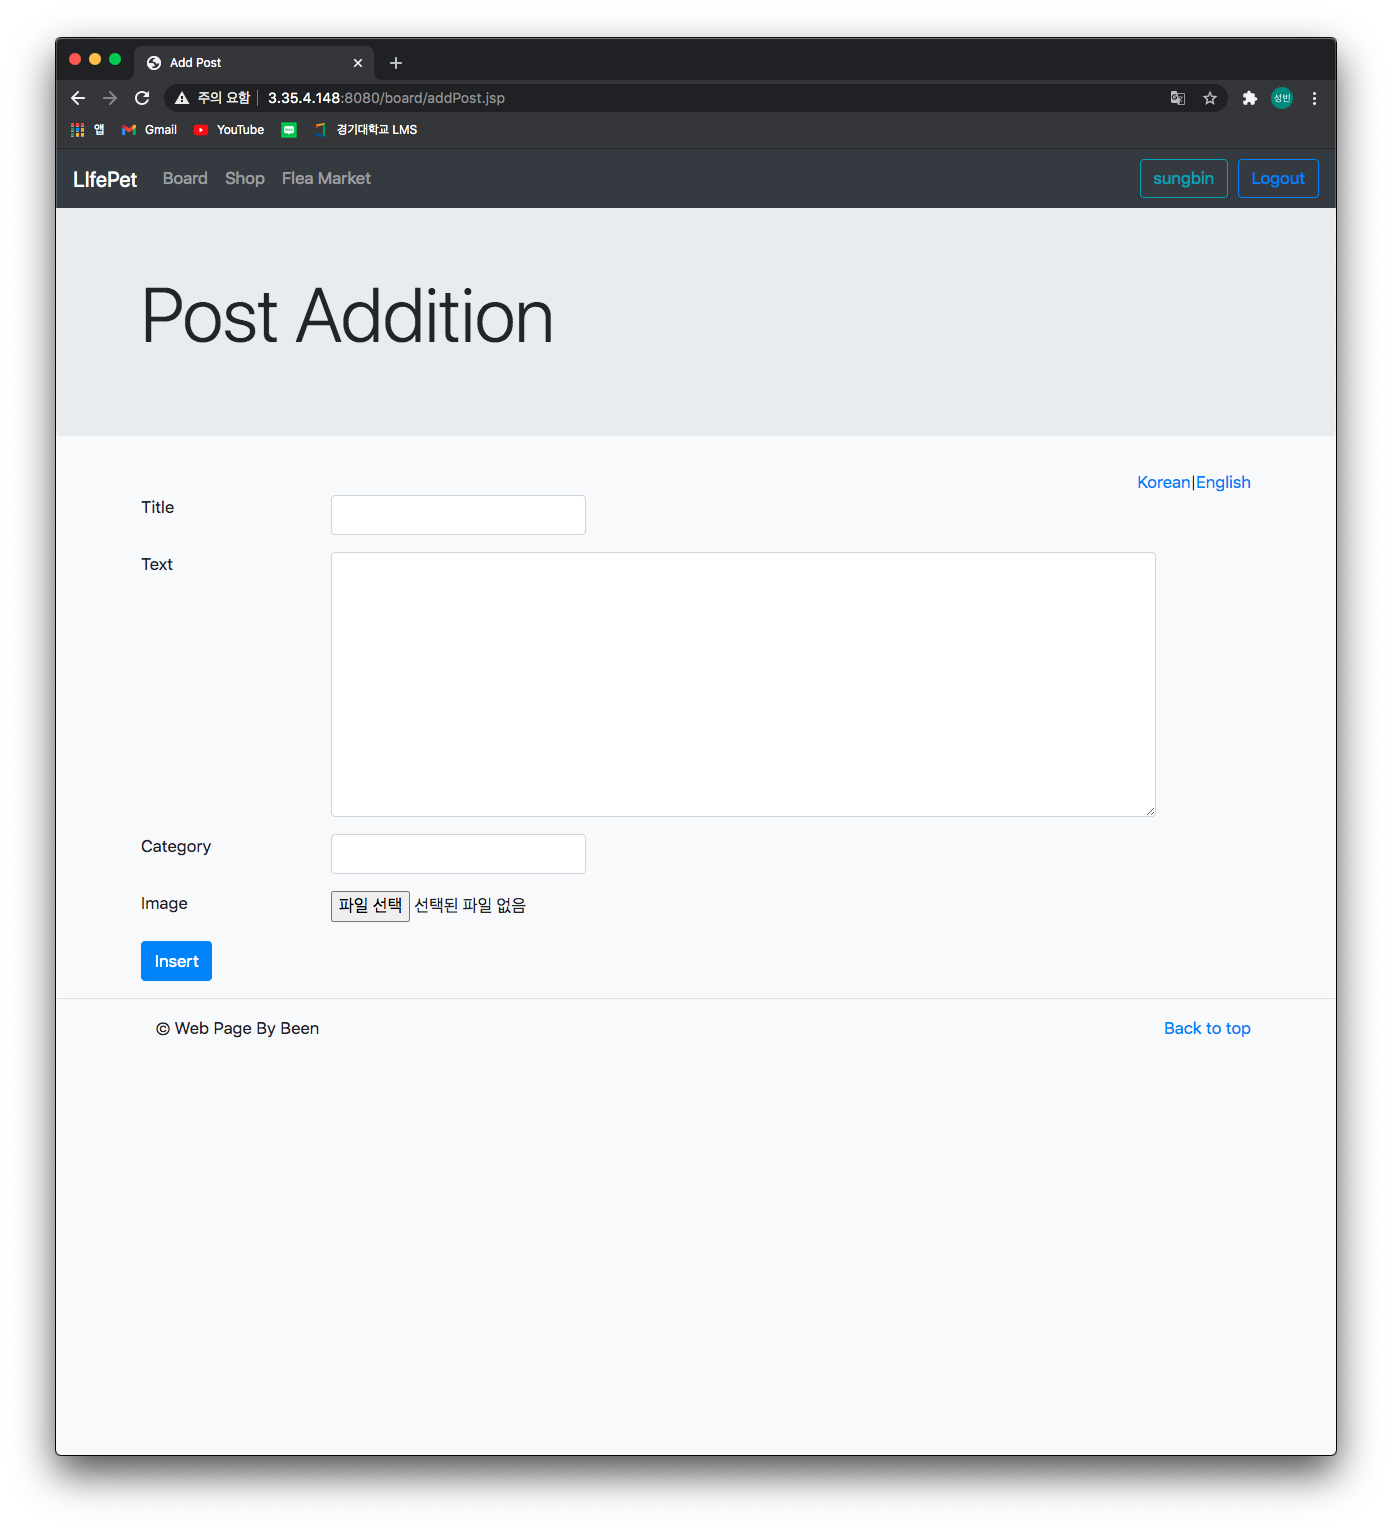 Add Post
주의 요함 3.35.4.148:8080/board/addPost.jsp
성빈
앱 Gmail YouTube 경기대학교 LMS
LIfePet Board Shop Flea Market sungbin Logout
Post Addition
Korean|English
Title
Text
Category
Image 파일 선택 선택된 파일 없음
Insert
© Web Page By Been Back to top